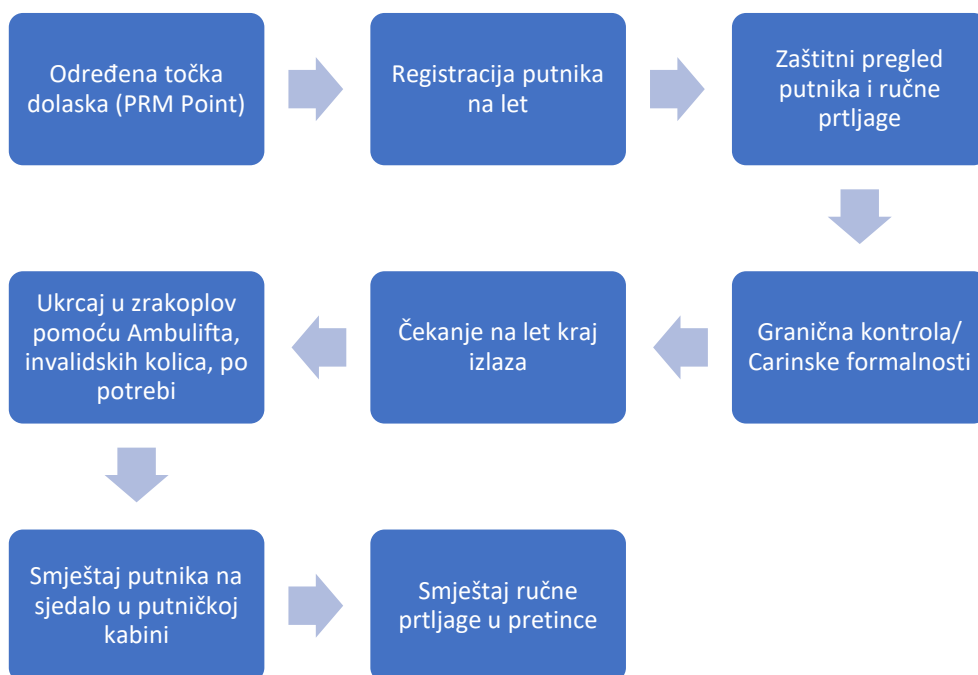 Određena točka
dolaska (PRM Point)
Registracija putnika
na let
Zaštitni pregled
putnika i ručne
prtljage
Granična kontrola/
Carinske formalnosti
Čekanje na let kraj
izlaza
Ukrcaj u zrakoplov
pomoću Ambulifta,
invalidskih kolica, po
potrebi
Smještaj putnika na
sjedalo u putničkoj
kabini
Smještaj ručne
prtljage u pretince